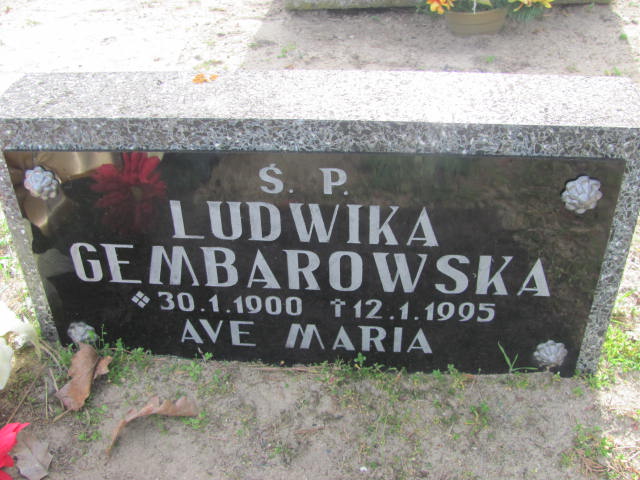 Ś. P.
LUDWIKA
GEMBAROWSKA
❖ 30.1.1900 ✝ 12.1.1995
AVE MARIA